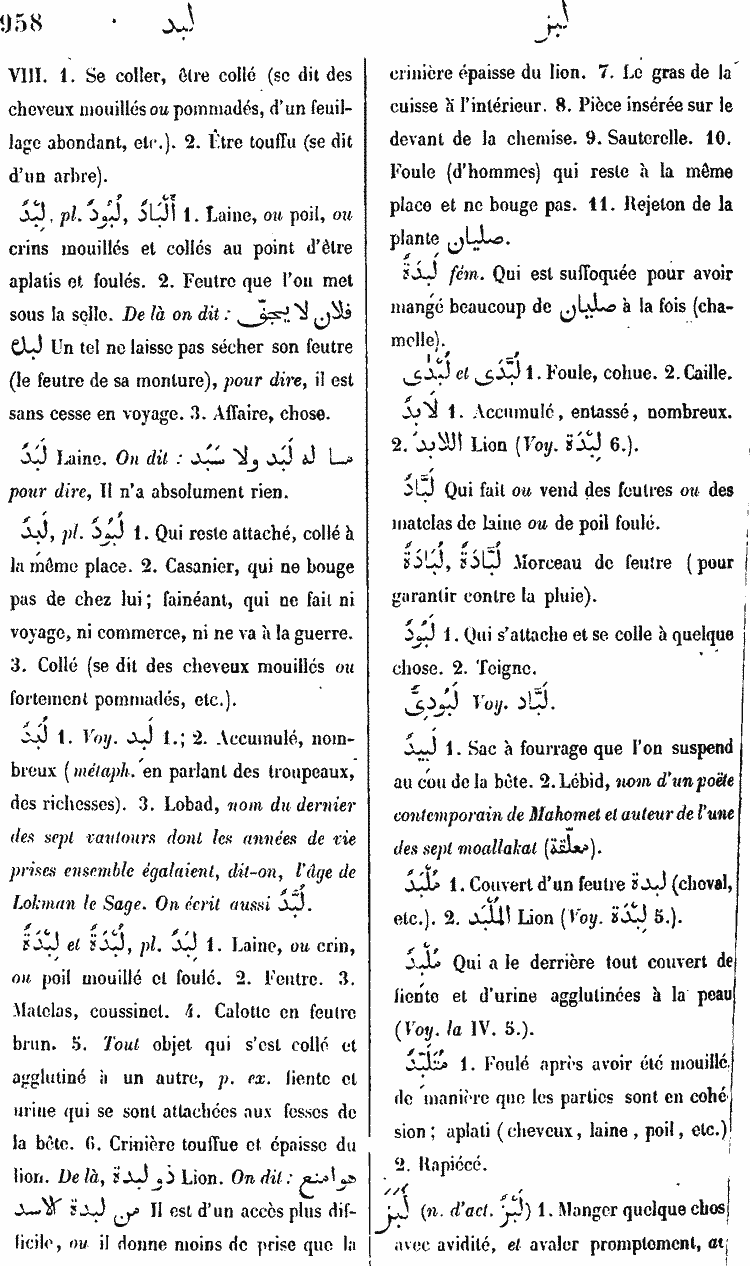 958
لبد
لبز
VIII. 1. Se coller, être collé (se dit des
cheveux mouillés ou pommadés, d'un feuil-
lage abondant, etc.). 2. Être touffu (se dit
d'un arbre).
لِبْدٌ, pl. لُبُودٌ, أَلْبَادٌ 1. Laine, ou poil, ou
crins mouillés et collés au point d'être
aplatis et foulés. 2. Feutre que l'on met
sous la selle. De là on dit : فلان لا يجفّ
لبك Un tel ne laisse pas sécher son feutre
(le feutre de sa monture), pour dire, il est
sans cesse en voyage. 3. Affaire, chose.
لَبَدٌ Laine. On dit : ما له لَبَد ولا سَبَد
pour dire, Il n'a absolument rien.
لَبِدٌ, pl. لُبُودٌ 1. Qui reste attaché, collé à
la même place. 2. Casanier, qui ne bouge
pas de chez lui; fainéant, qui ne fait ni
voyage, ni commerce, ni ne va à la guerre.
3. Collé (se dit des cheveux mouillés ou
fortement pommadés, etc.).
لُبَدٌ 1. Voy. لَبِد 1.; 2. Accumulé, nom-
breux (métaph. en parlant des troupeaux,
des richesses). 3. Lobad, nom du dernier
des sept vautours dont les années de vie
prises ensemble égalaient, dit-on, l'âge de
Lokman le Sage. On écrit aussi لُبَّدٌ.
لِبْدَةٌ et لُبْدَةٌ, pl. لُبَدٌ 1. Laine, ou crin,
ou poil mouillé et foulé. 2. Feutre. 3.
Matelas, coussinet. 4. Calotte en feutre
brun. 5. Tout objet qui s'est collé et
agglutiné à un autre, p. ex. fiente et
urine qui se sont attachées aux fesses de
la bête. 6. Crinière touffue et épaisse du
lion. De là, ذو لبدة Lion. On dit : هو امنع
من لبدة الاسد Il est d'un accès plus dif-
ficile, ou il donne moins de prise que la
crinière épaisse du lion. 7. Le gras de la
cuisse à l'intérieur. 8. Pièce insérée sur le
devant de la chemise. 9. Sauterelle. 10.
Foule (d'hommes) qui reste à la même
place et ne bouge pas. 11. Rejeton de la
plante صليان.
لَبِدَةٌ fém. Qui est suffoquée pour avoir
mangé beaucoup de صليان à la fois (cha-
melle).
لُبَّدَى et لُبَدَى 1. Foule, cohue. 2. Caille.
لَابِدٌ 1. Accumulé, entassé, nombreux.
2. اللابد Lion (Voy. لِبْدَة 6.).
لَبَّادٌ Qui fait ou vend des feutres ou des
matelas de laine ou de poil foulé.
لُبَّادَةٌ, لُبَادَةٌ Morceau de feutre (pour
garantir contre la pluie).
لَبُودٌ 1. Qui s'attache et se colle à quelque
chose. 2. Teigne.
لُبُودِىٌّ Voy. لَبَّاد.
لَبِيدٌ 1. Sac à fourrage que l'on suspend
au cou de la bête. 2. Lébid, nom d'un poëte
contemporain de Mahomet et auteur de l'une
des sept moallakat (معلّقة).
مُلْبَدٌ 1. Couvert d'un feutre لبدة (cheval,
etc.). 2. المُلْبَد Lion (Voy. لِبْدَة 5.).
مُلْبِدٌ Qui a le derrière tout couvert de
fiente et d'urine agglutinées à la peau
(Voy. la IV. 5.).
مُتَلَبِّدٌ 1. Foulé après avoir été mouillé,
de manière que les parties sont en cohé
sion; aplati (cheveux, laine, poil, etc.)
2. Rapiécé.
لَبَزَ (n. d'act. لَبْزٌ) 1. Manger quelque chos
avec avidité, et avaler promptement, at